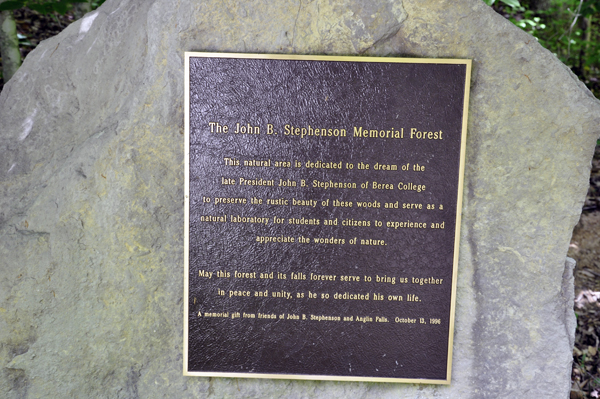 The John B. Stephenson Memorial Forest
This natural area is dedicated to the dream of the
late President John B. Stephenson of Berea College
to preserve the rustic beauty of these woods and serve as a
natural laboratory for students and citizens to experience and
appreciate the wonders of nature.
May this forest and its falls forever serve to bring us together
in peace and unity, as he so dedicated his own life.
A memorial gift from friends of John B. Stephenson and Anglin Falls. October 13, 1996